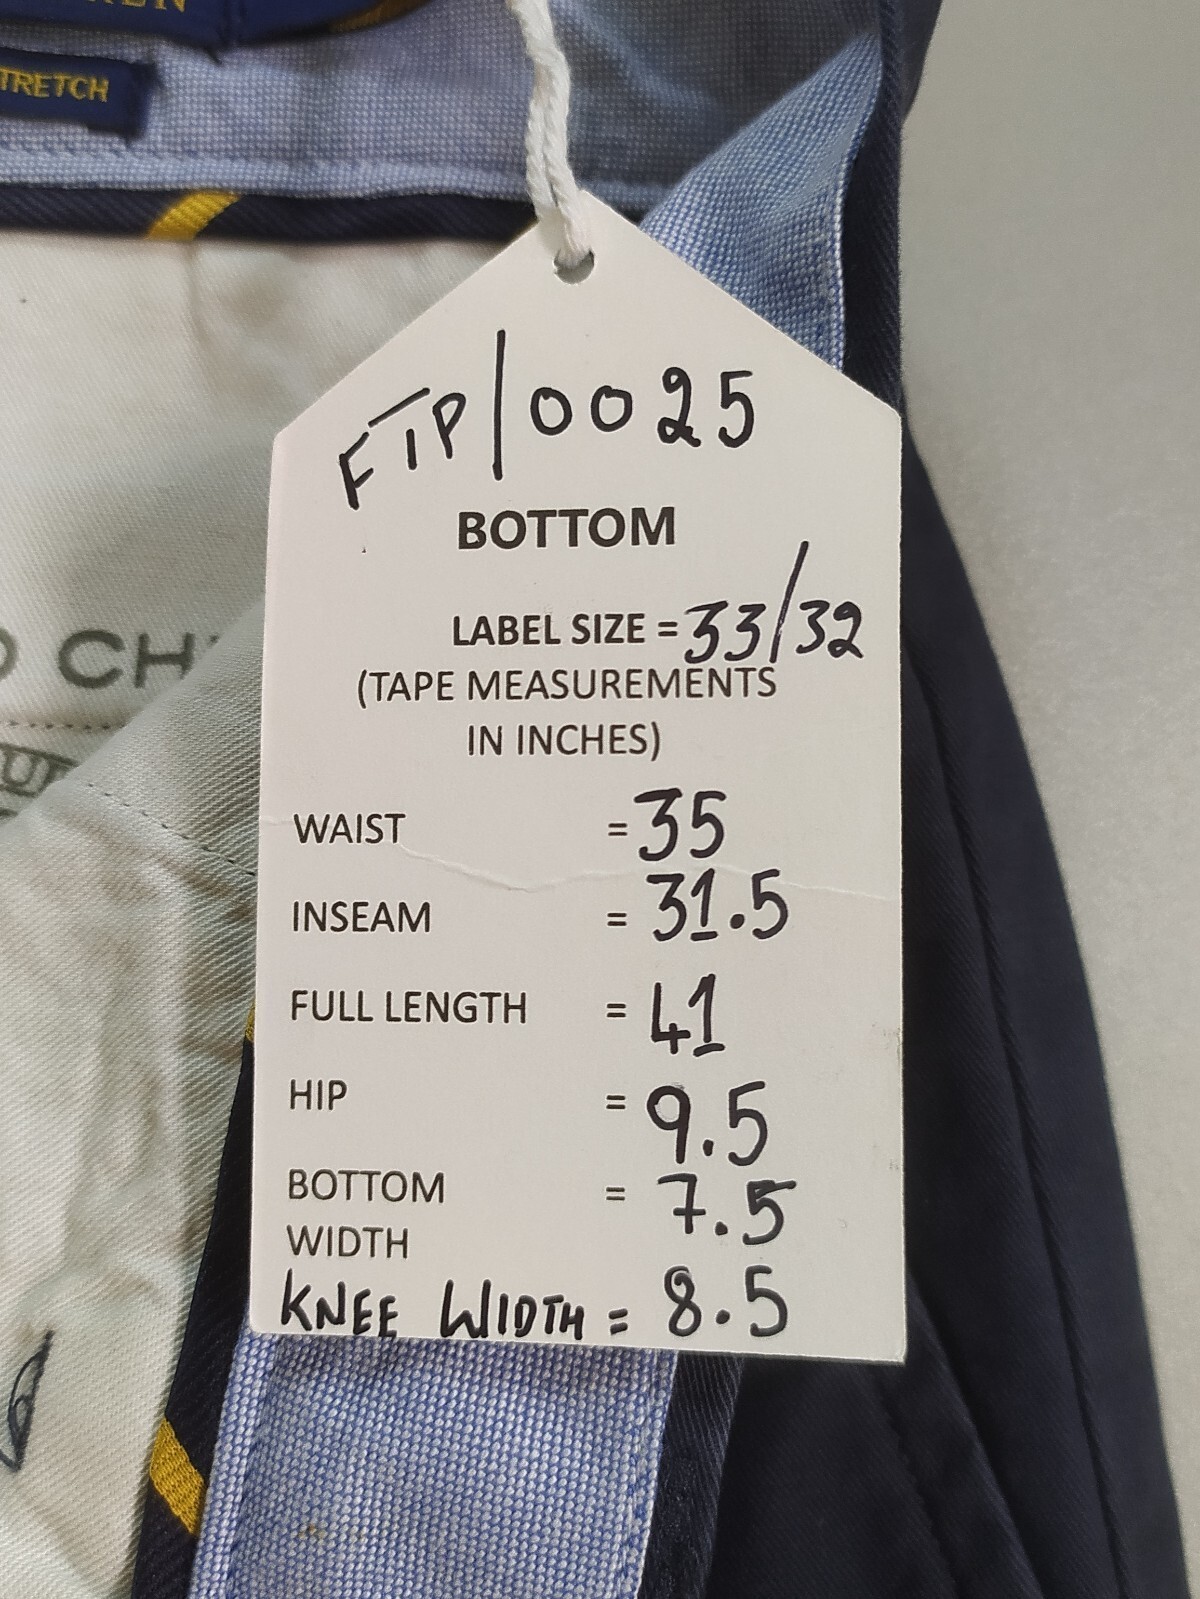 TRETCH
FTP/0025
BOTTOM
LABEL SIZE = 33/32
(TAPE MEASUREMENTS
IN INCHES)
WAIST = 35
INSEAM = 31.5
FULL LENGTH = 41
HIP = 9.5
BOTTOM = 7.5
WIDTH
KNEE WIDTH = 8.5
CH